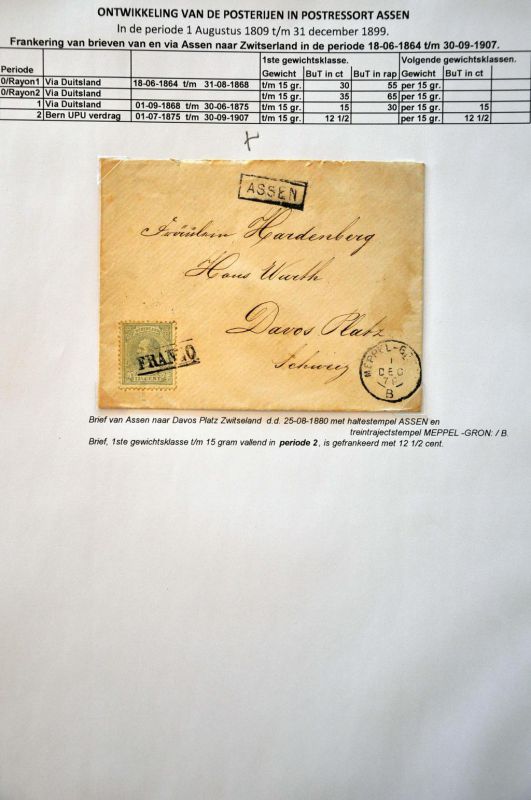 ONTWIKKELING VAN DE POSTERIJEN IN POSTRESSORT ASSEN
In de periode 1 Augustus 1809 t/m 31 december 1899.
Frankering van brieven van en via Assen naar Zwitserland in de periode 18-06-1864 t/m 30-09-1907.
1ste gewichtsklasse. Volgende gewichtsklassen.
Periode Gewicht BuT in ct BuT in rap Gewicht BuT in ct
0/Rayon1 Via Duitsland 18-06-1864 t/m 31-08-1868 t/m 15 gr. 30 55 per 15 gr.
0/Rayon2 Via Duitsland t/m 15 gr. 35 65 per 15 gr.
1 Via Duitsland 01-09-1868 t/m 30-06-1875 t/m 15 gr. 15 30 per 15 gr. 15
2 Bern UPU verdrag 01-07-1875 t/m 30-09-1907 t/m 15 gr. 12 1/2 per 15 gr. 12 1/2
ASSEN
Fräulein Hardenberg
Haus Wurth
Davos Platz
Schweiz
FRANCO
CENT
MEPPEL-G
1
DEC
B
Brief van Assen naar Davos Platz Zwitseland d.d. 25-08-1880 met haltestempel ASSEN en
treintrajectstempel MEPPEL -GRON: / B.
Brief, 1ste gewichtsklasse t/m 15 gram valend in periode 2, is gefrankeerd met 12 1/2 cent.